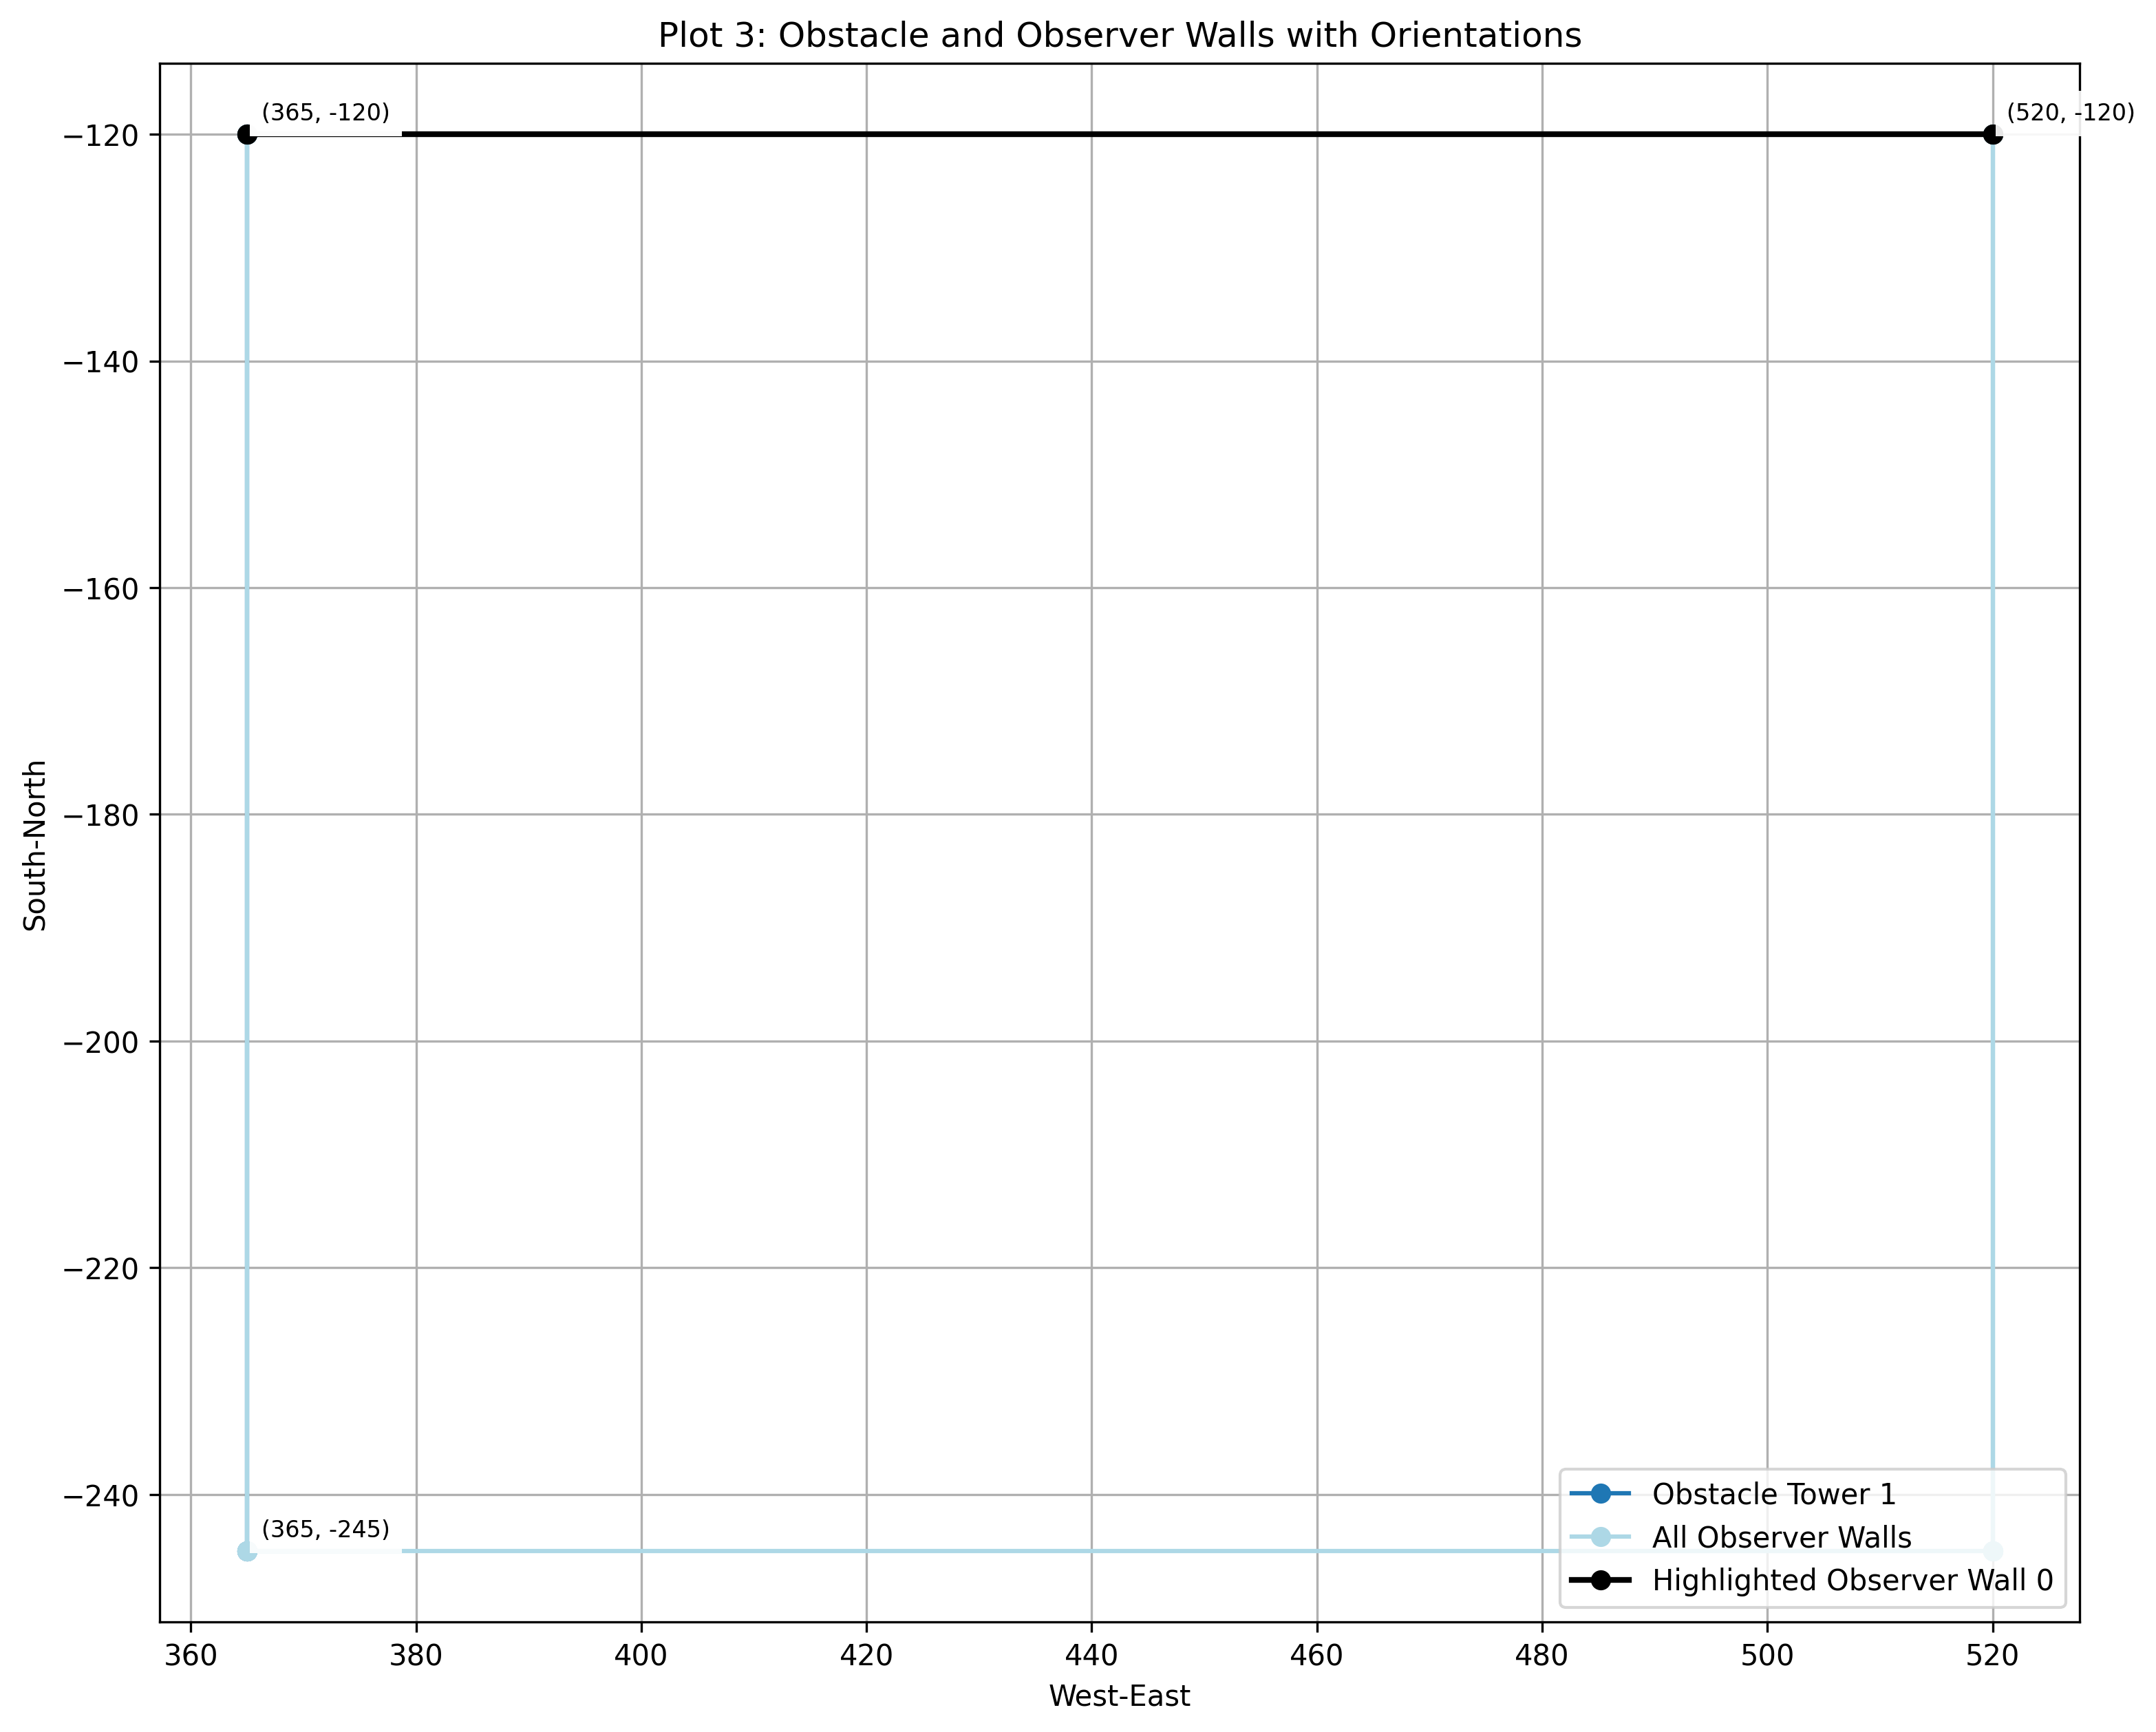 Plot 3: Obstacle and Observer Walls with Orientations
(365, -120)
(520, -120)
−120
−140
−160
−180
−200
−220
−240
South-North
(365, -245)
Obstacle Tower 1
All Observer Walls
Highlighted Observer Wall 0
360 380 400 420 440 460 480 500 520
West-East